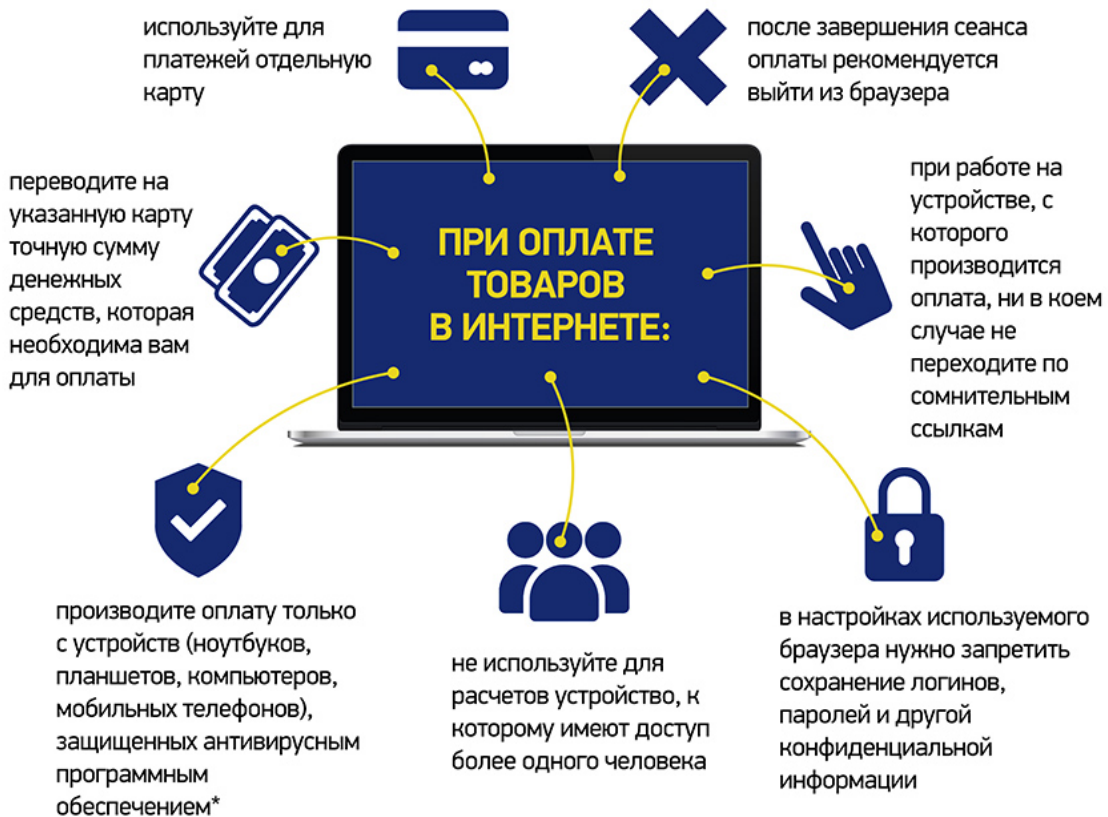 используйте для
платежей отдельную
карту
после завершения сеанса
оплаты рекомендуется
выйти из браузера
переводите на
указанную карту
точную сумму
денежных
средств, которая
необходима вам
для оплаты
ПРИ ОПЛАТЕ
ТОВАРОВ
В ИНТЕРНЕТЕ:
при работе на
устройстве, с
которого
производится
оплата, ни в коем
случае не
переходите по
сомнительным
ссылкам
производите оплату только
с устройств (ноутбуков,
планшетов, компьютеров,
мобильных телефонов),
защищенных антивирусным
программным
обеспечением*
не используйте для
расчетов устройство, к
которому имеют доступ
более одного человека
в настройках используемого
браузера нужно запретить
сохранение логинов,
паролей и другой
конфиденциальной
информации